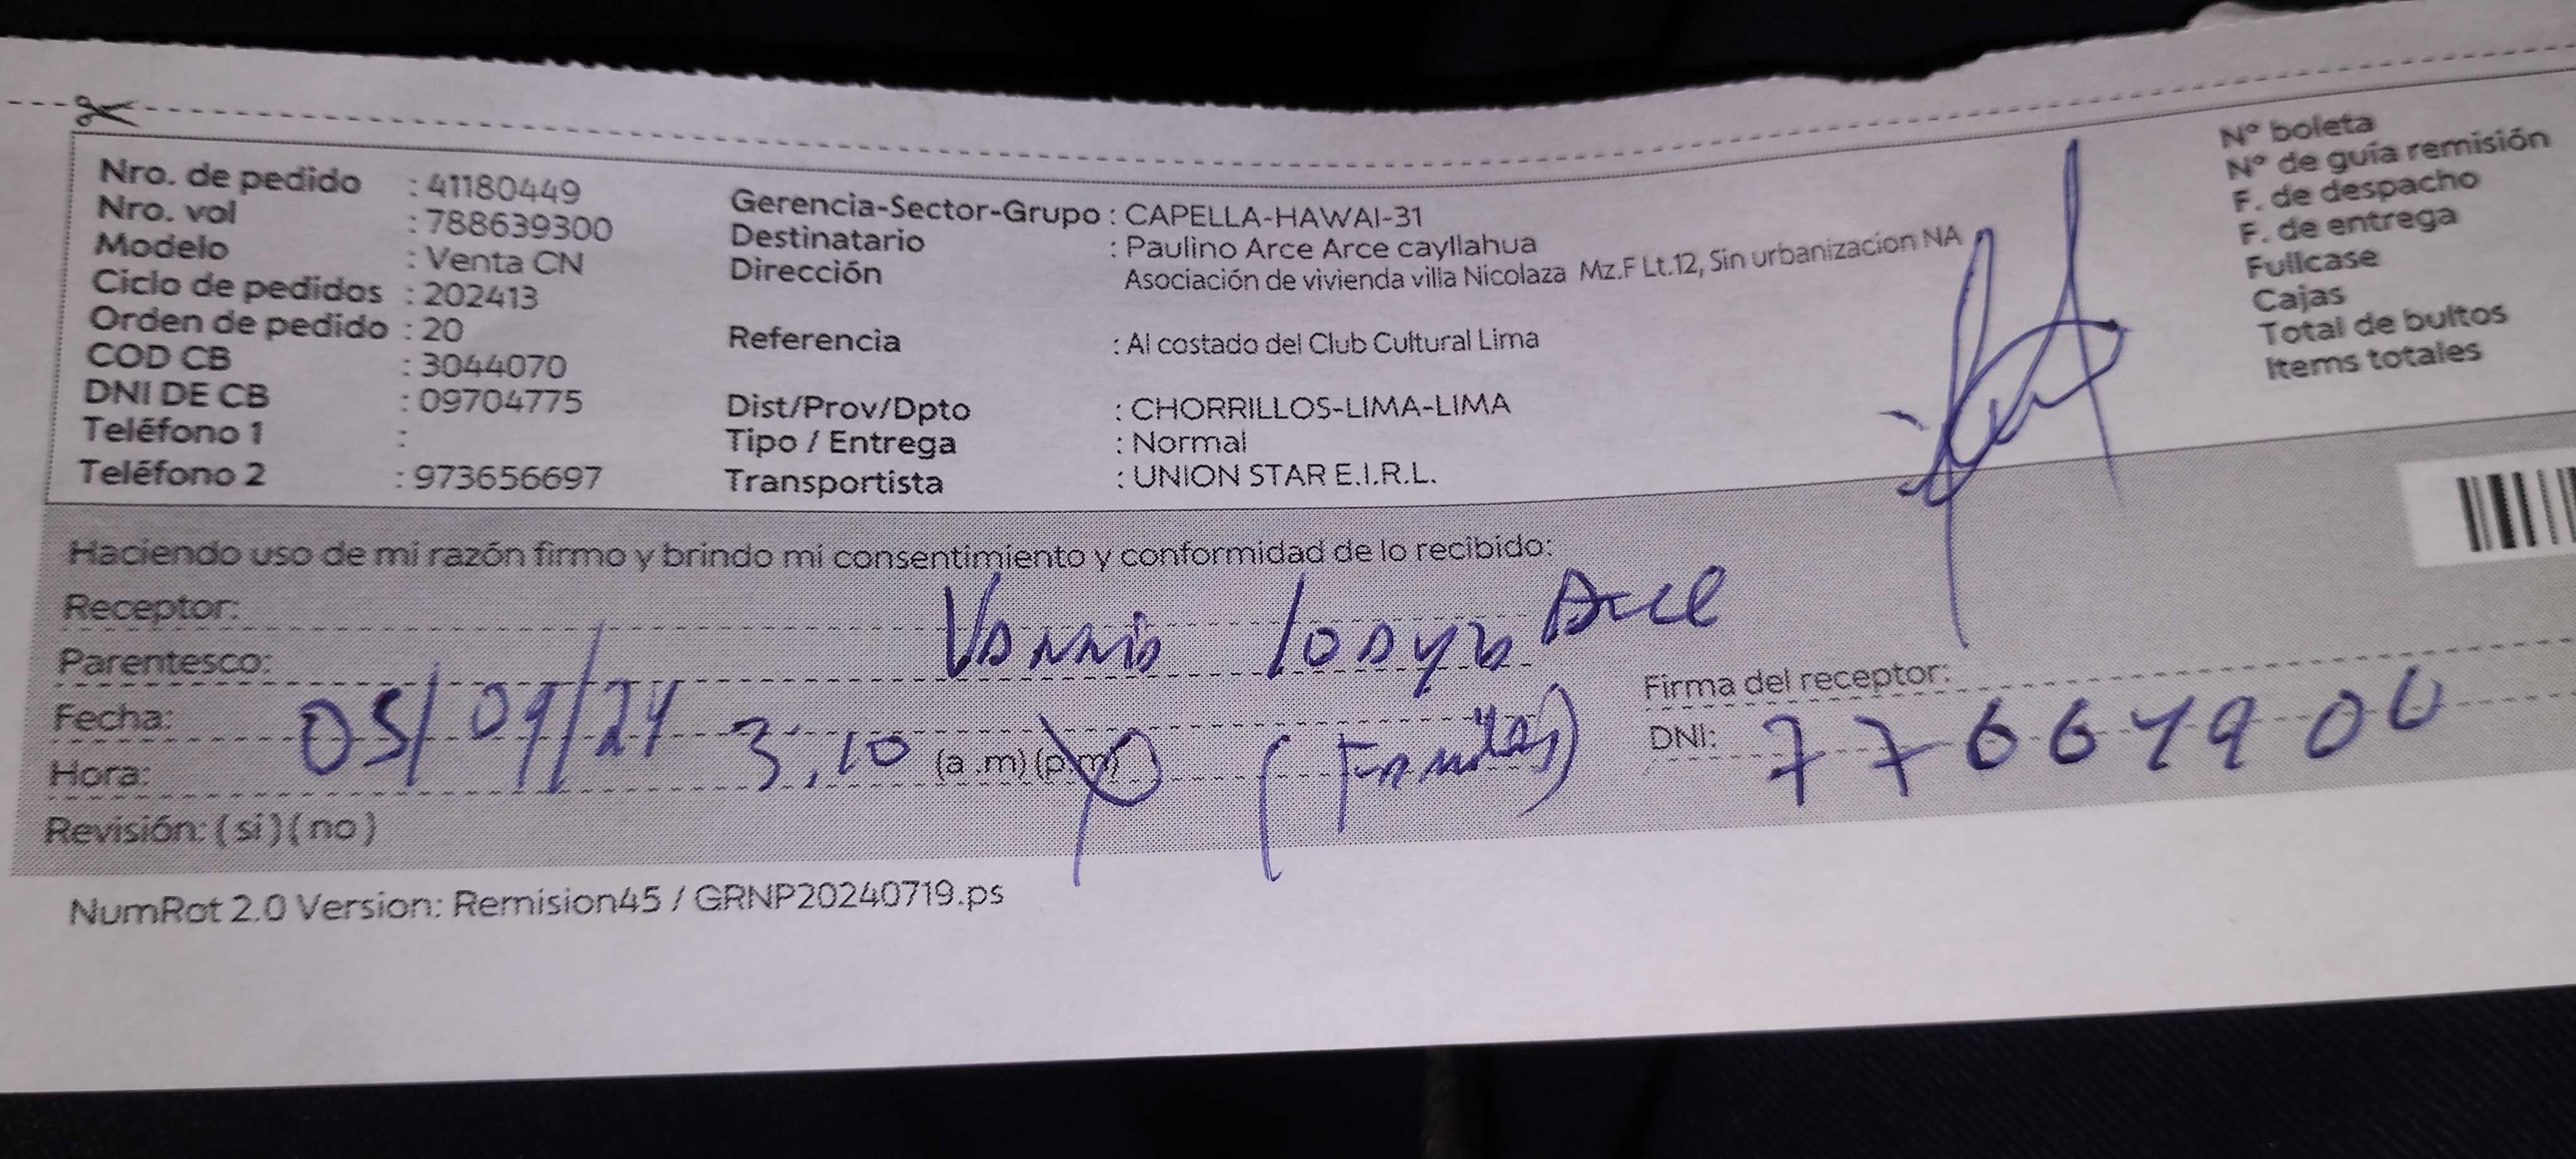 Nro. de pedido : 41180449
Nro. vol : 788639300
Modelo : Venta CN
Ciclo de pedidos : 202413
Orden de pedido : 20
COD CB : 3044070
DNI DE CB : 09704775
Teléfono 1 :
Teléfono 2 : 973656697
Gerencia-Sector-Grupo : CAPELLA-HAWAI-31
Destinatario : Paulino Arce Arce cayllahua
Dirección Asociación de vivienda villa Nicolaza Mz.F Lt.12, Sin urbanizacion NA
Referencia : Al costado del Club Cultural Lima
Dist/Prov/Dpto : CHORRILLOS-LIMA-LIMA
Tipo / Entrega : Normal
Transportista : UNION STAR E.I.R.L.
N° boleta
N° de guía remisión
F. de despacho
F. de entrega
Fullcase
Cajas
Total de bultos
Items totales
Haciendo uso de mi razón firmo y brindo mi consentimiento y conformidad de lo recibido:
Receptor: Arce
Parentesco:
Fecha: 05/09/24
Hora: 3:10 (a .m) (p.m)
Firma del receptor:
DNI:
Revisión: ( si ) ( no )
NumRot 2.0 Version: Remision45 / GRNP20240719.ps